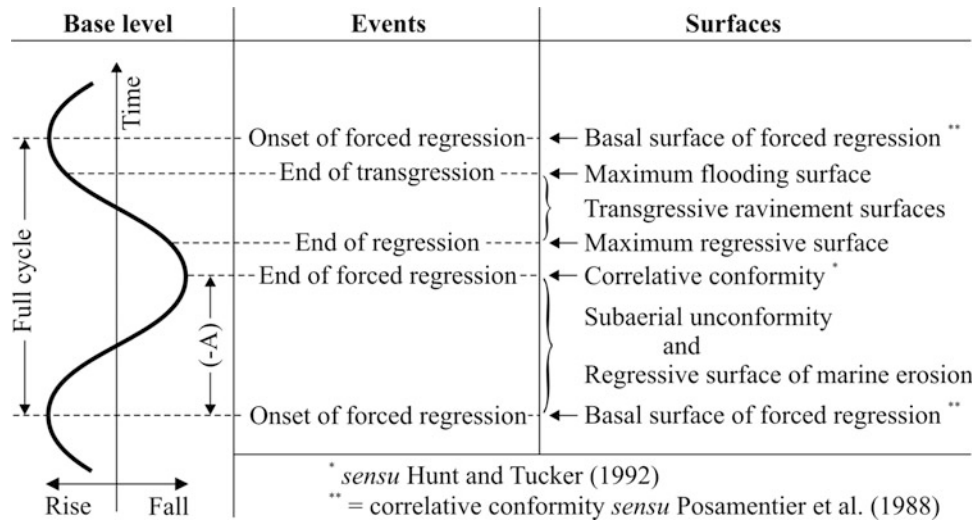 Base level Events Surfaces
Time
Onset of forced regression Basal surface of forced regression **
End of transgression Maximum flooding surface
Transgressive ravinement surfaces
End of regression Maximum regressive surface
End of forced regression Correlative conformity *
Full cycle
(-A)
Subaerial unconformity
and
Regressive surface of marine erosion
Onset of forced regression Basal surface of forced regression **
Rise Fall
* sensu Hunt and Tucker (1992)
** = correlative conformity sensu Posamentier et al. (1988)